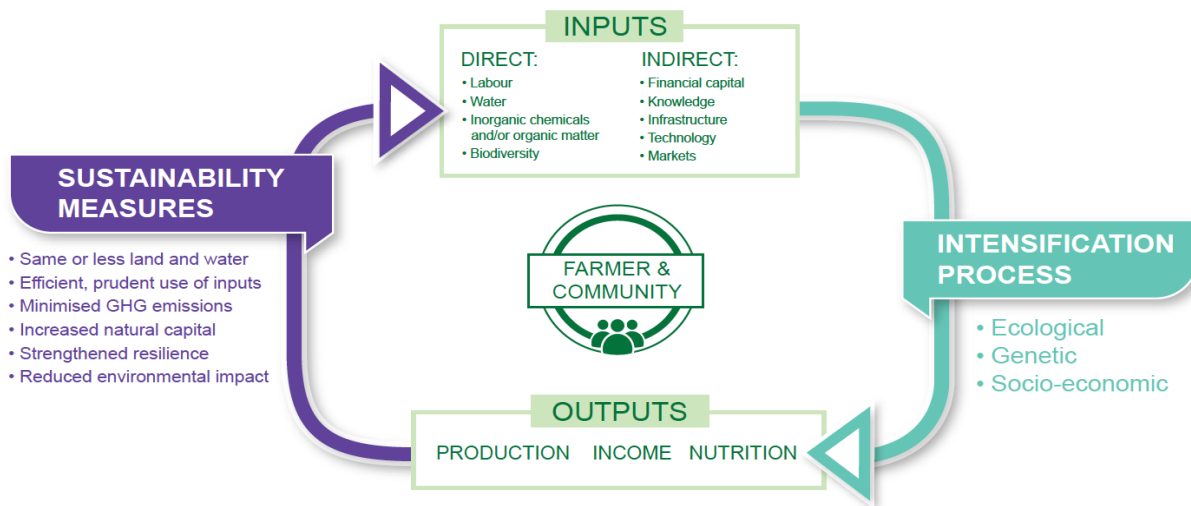 INPUTS
DIRECT:
• Labour
• Water
• Inorganic chemicals
and/or organic matter
• Biodiversity
INDIRECT:
• Financial capital
• Knowledge
• Infrastructure
• Technology
• Markets
SUSTAINABILITY
MEASURES
• Same or less land and water
• Efficient, prudent use of inputs
• Minimised GHG emissions
• Increased natural capital
• Strengthened resilience
• Reduced environmental impact
FARMER &
COMMUNITY
INTENSIFICATION
PROCESS
• Ecological
• Genetic
• Socio-economic
OUTPUTS
PRODUCTION INCOME NUTRITION